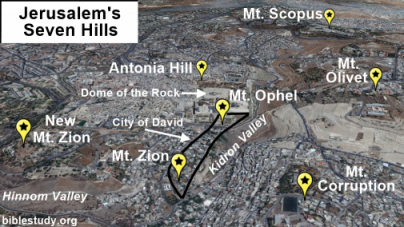 Jerusalem's
Seven Hills
Mt. Scopus
Antonia Hill
Mt.
Olivet
Dome of the Rock
Mt. Ophel
New
Mt. Zion
City of David
Kidron Valley
Mt. Zion
Mt.
Corruption
Hinnom Valley
biblestudy.org